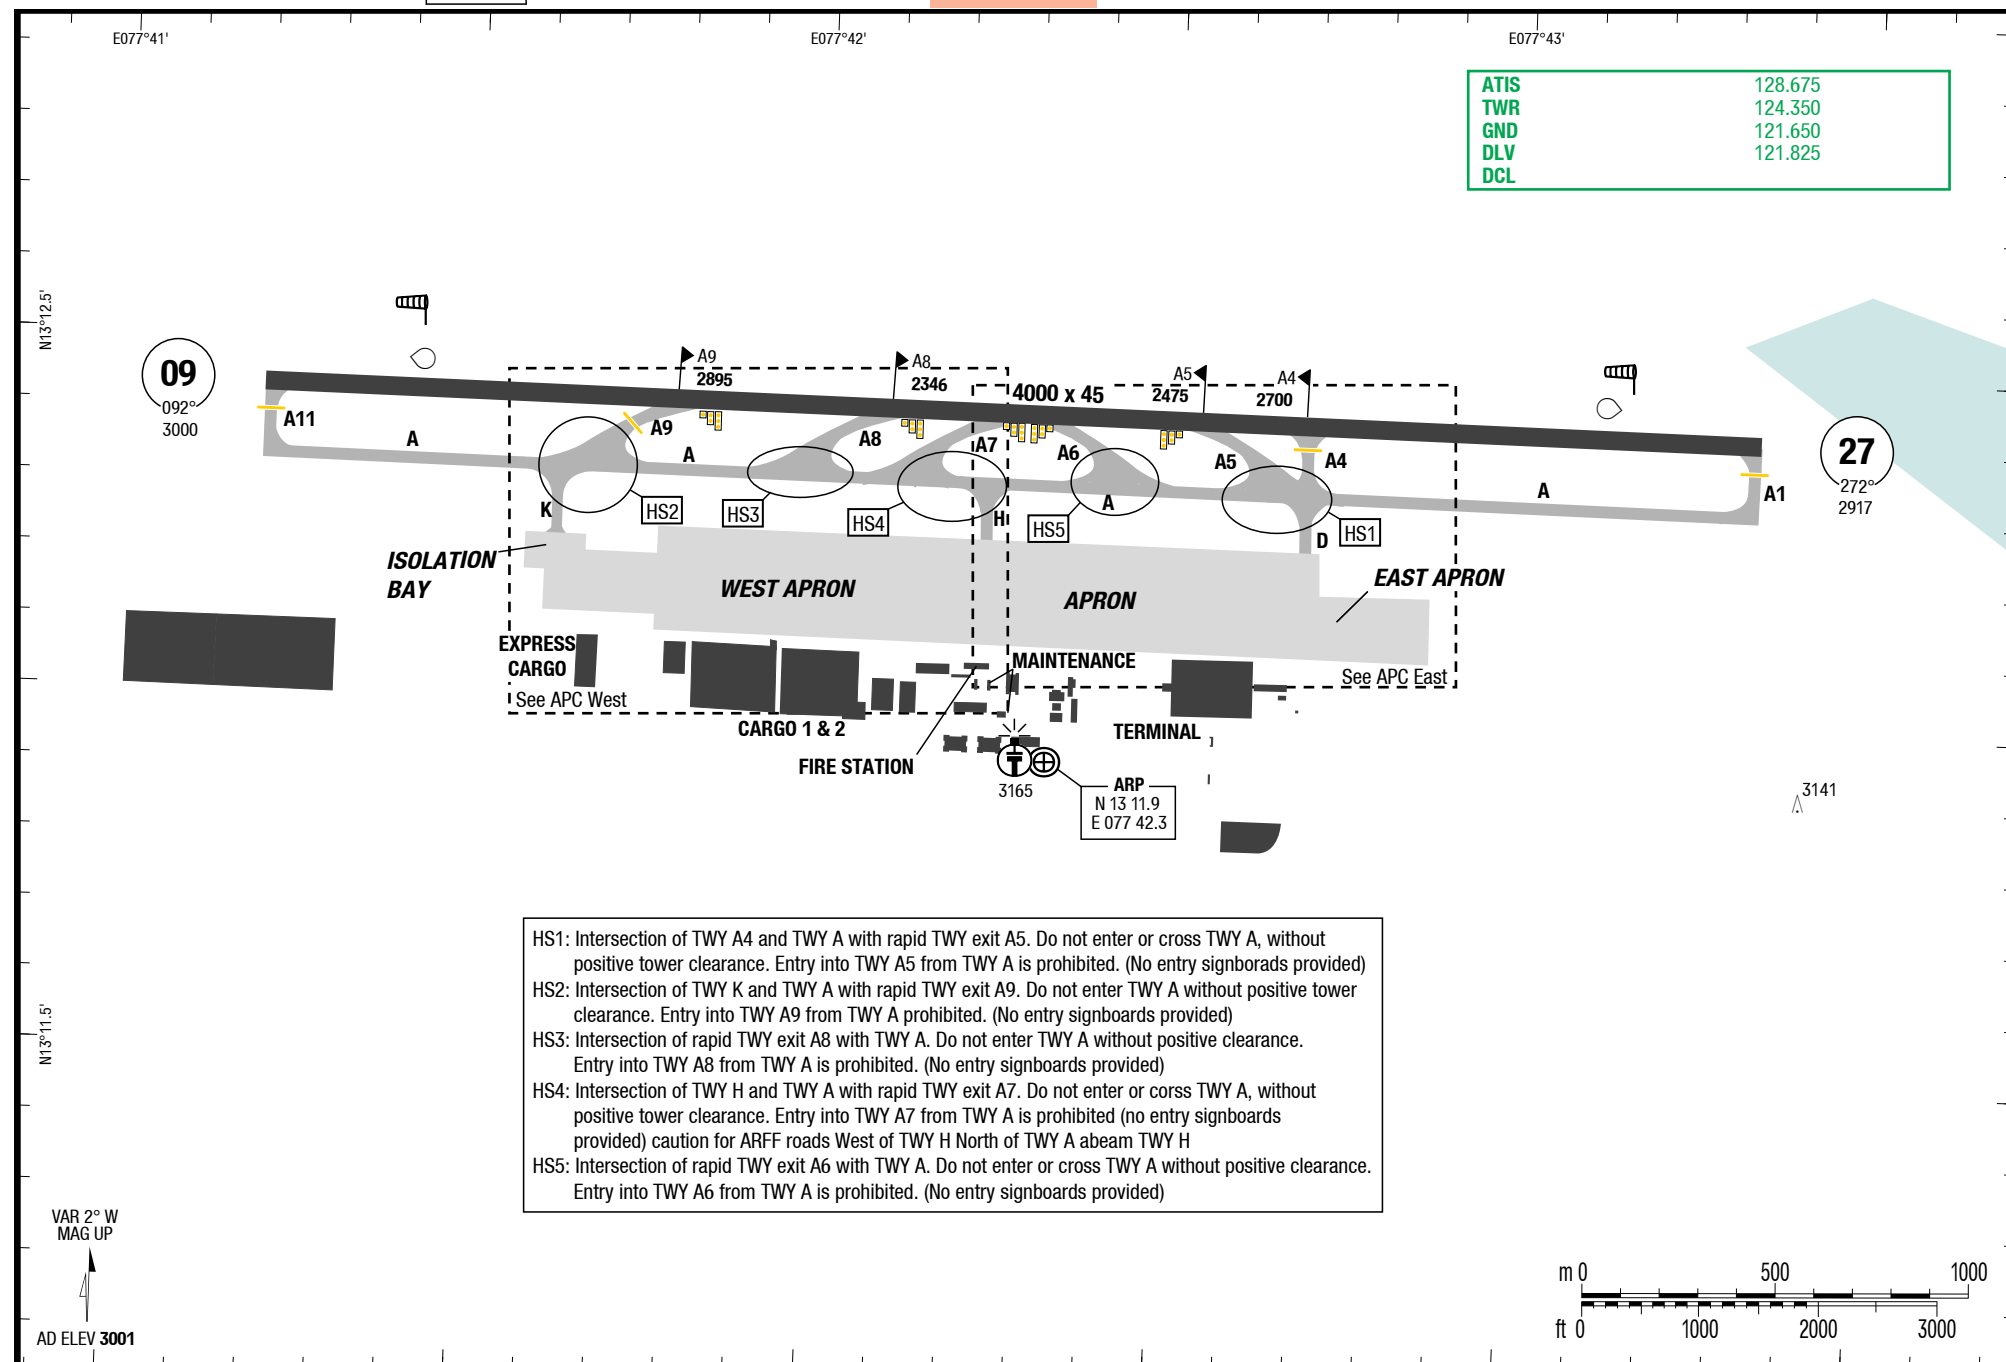 E077°41'
E077°42'
E077°43'
ATIS 128.675
TWR 124.350
GND 121.650
DLV 121.825
DCL
N13°12.5'
09
092°
3000
A9
2895
A8
2346
4000 x 45
A5
2475
A4
2700
27
272°
2917
A11
A
A9
A
A8
A7
A6
A
A5
A4
A
A1
K
HS2
HS3
HS4
H
HS5
D
HS1
ISOLATION
BAY
WEST APRON
APRON
EAST APRON
EXPRESS
CARGO
See APC West
MAINTENANCE
See APC East
CARGO 1 & 2
TERMINAL
FIRE STATION
3165
ARP
N 13 11.9
E 077 42.3
3141
HS1: Intersection of TWY A4 and TWY A with rapid TWY exit A5. Do not enter or cross TWY A, without
positive tower clearance. Entry into TWY A5 from TWY A is prohibited. (No entry signborads provided)
HS2: Intersection of TWY K and TWY A with rapid TWY exit A9. Do not enter TWY A without positive tower
clearance. Entry into TWY A9 from TWY A prohibited. (No entry signboards provided)
HS3: Intersection of rapid TWY exit A8 with TWY A. Do not enter TWY A without positive clearance.
Entry into TWY A8 from TWY A is prohibited. (No entry signboards provided)
HS4: Intersection of TWY H and TWY A with rapid TWY exit A7. Do not enter or corss TWY A, without
positive tower clearance. Entry into TWY A7 from TWY A is prohibited (no entry signboards
provided) caution for ARFF roads West of TWY H North of TWY A abeam TWY H
HS5: Intersection of rapid TWY exit A6 with TWY A. Do not enter or cross TWY A without positive clearance.
Entry into TWY A6 from TWY A is prohibited. (No entry signboards provided)
N13°11.5'
VAR 2° W
MAG UP
AD ELEV 3001
m 0 500 1000
ft 0 1000 2000 3000